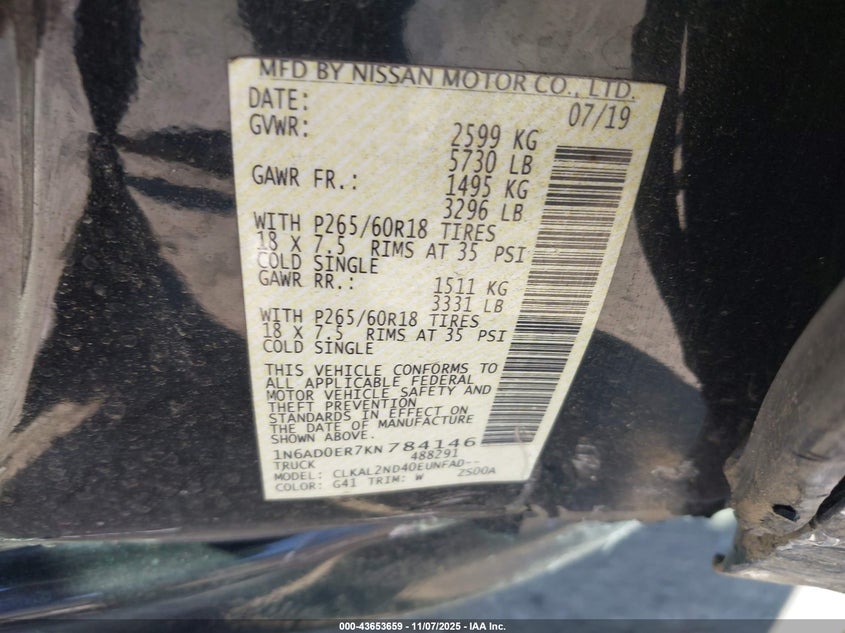 MFD BY NISSAN MOTOR CO., LTD.
DATE: 07/19
GVWR: 2599 KG
5730 LB
GAWR FR.: 1495 KG
3296 LB
WITH P265/60R18 TIRES
18 X 7.5 RIMS AT 35 PSI
COLD SINGLE
GAWR RR.: 1511 KG
3331 LB
WITH P265/60R18 TIRES
18 X 7.5 RIMS AT 35 PSI
COLD SINGLE
THIS VEHICLE CONFORMS TO
ALL APPLICABLE FEDERAL
MOTOR VEHICLE SAFETY AND
THEFT PREVENTION
STANDARDS IN EFFECT ON
THE DATE OF MANUFACTURE
SHOWN ABOVE.
1N6AD0ER7KN784146
TRUCK 488291
MODEL: CLKAL2ND40EUNFA0--
COLOR: G41 TRIM: W ZS00A
000-43653659 - 11/07/2025 - IAA Inc.